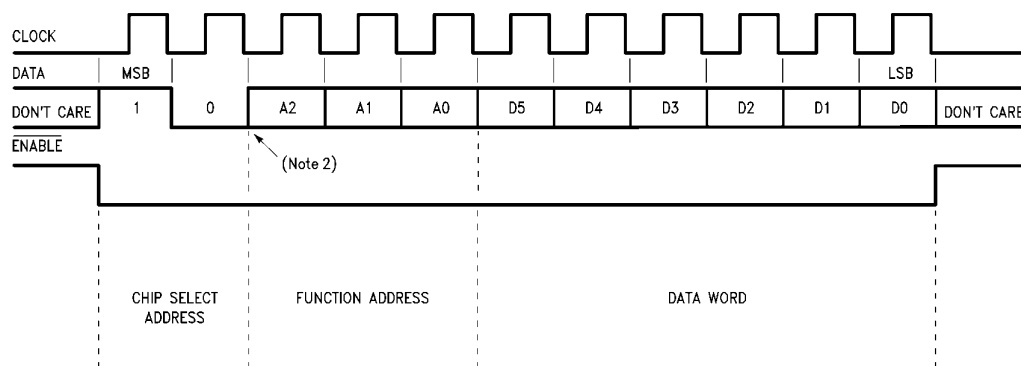 CLOCK
DATA MSB LSB
DON'T CARE 1 0 A2 A1 A0 D5 D4 D3 D2 D1 D0 DON'T CARE
ENABLE
(Note 2)
CHIP SELECT
ADDRESS
FUNCTION ADDRESS
DATA WORD